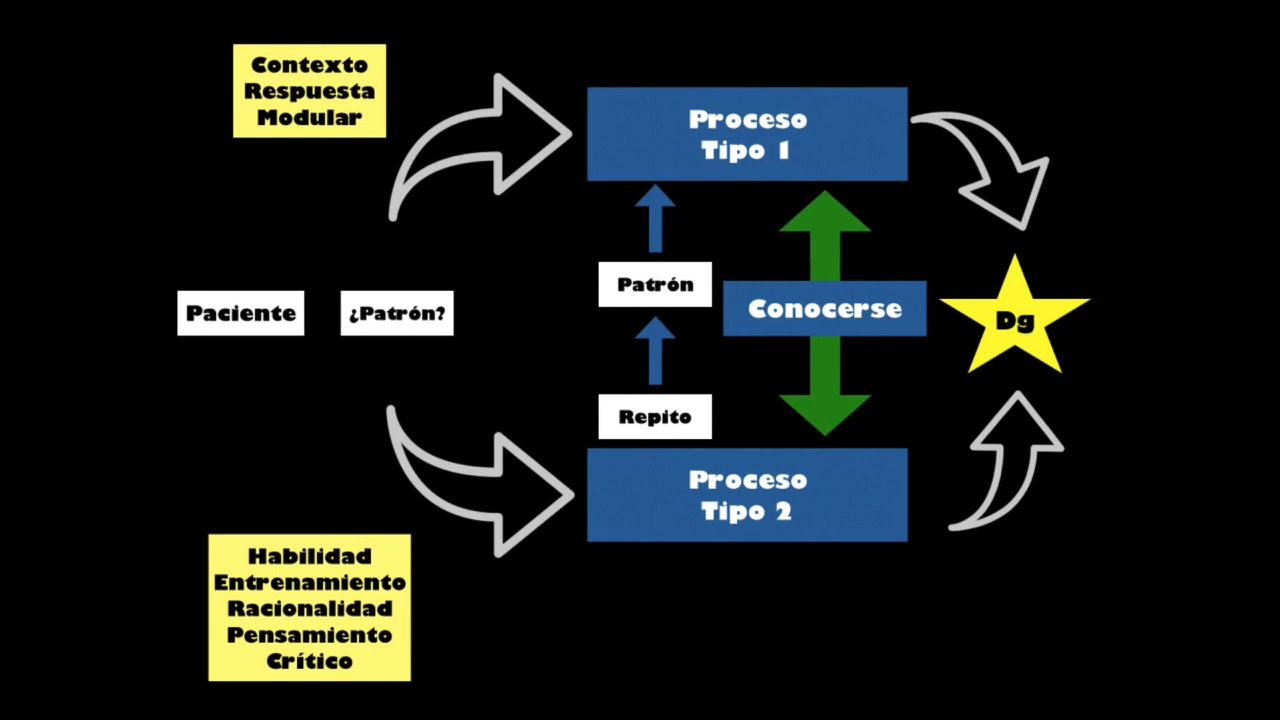 Contexto
Respuesta
Modular
Proceso
Tipo 1
Paciente
¿Patrón?
Patrón
Conocerse
Dg
Repito
Proceso
Tipo 2
Habilidad
Entrenamiento
Racionalidad
Pensamiento
Crítico